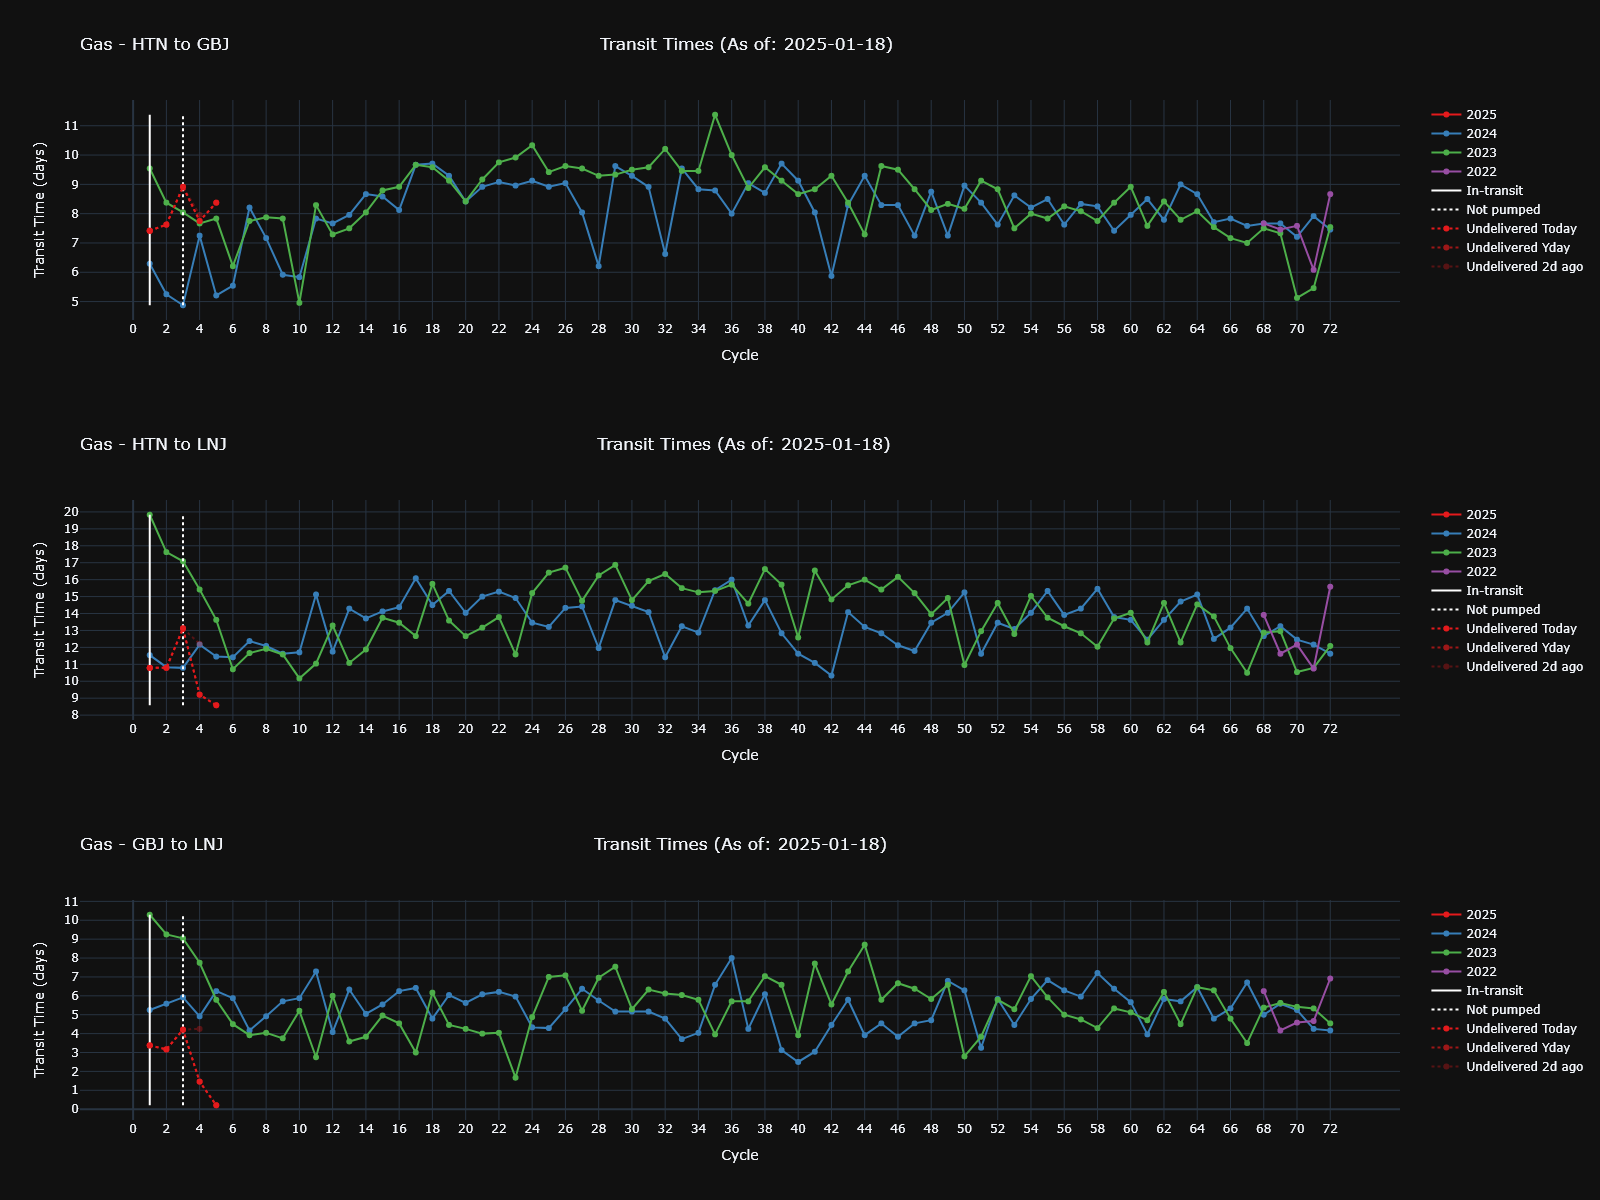 Gas - HTN to GBJ
Transit Times (As of: 2025-01-18)
Transit Time (days)
11
10
9
8
7
6
5
0 2 4 6 8 10 12 14 16 18 20 22 24 26 28 30 32 34 36 38 40 42 44 46 48 50 52 54 56 58 60 62 64 66 68 70 72
Cycle
2025
2024
2023
2022
In-transit
Not pumped
Undelivered Today
Undelivered Yday
Undelivered 2d ago
Gas - HTN to LNJ
Transit Times (As of: 2025-01-18)
Transit Time (days)
20
19
18
17
16
15
14
13
12
11
10
9
8
0 2 4 6 8 10 12 14 16 18 20 22 24 26 28 30 32 34 36 38 40 42 44 46 48 50 52 54 56 58 60 62 64 66 68 70 72
Cycle
2025
2024
2023
2022
In-transit
Not pumped
Undelivered Today
Undelivered Yday
Undelivered 2d ago
Gas - GBJ to LNJ
Transit Times (As of: 2025-01-18)
Transit Time (days)
11
10
9
8
7
6
5
4
3
2
1
0
0 2 4 6 8 10 12 14 16 18 20 22 24 26 28 30 32 34 36 38 40 42 44 46 48 50 52 54 56 58 60 62 64 66 68 70 72
Cycle
2025
2024
2023
2022
In-transit
Not pumped
Undelivered Today
Undelivered Yday
Undelivered 2d ago